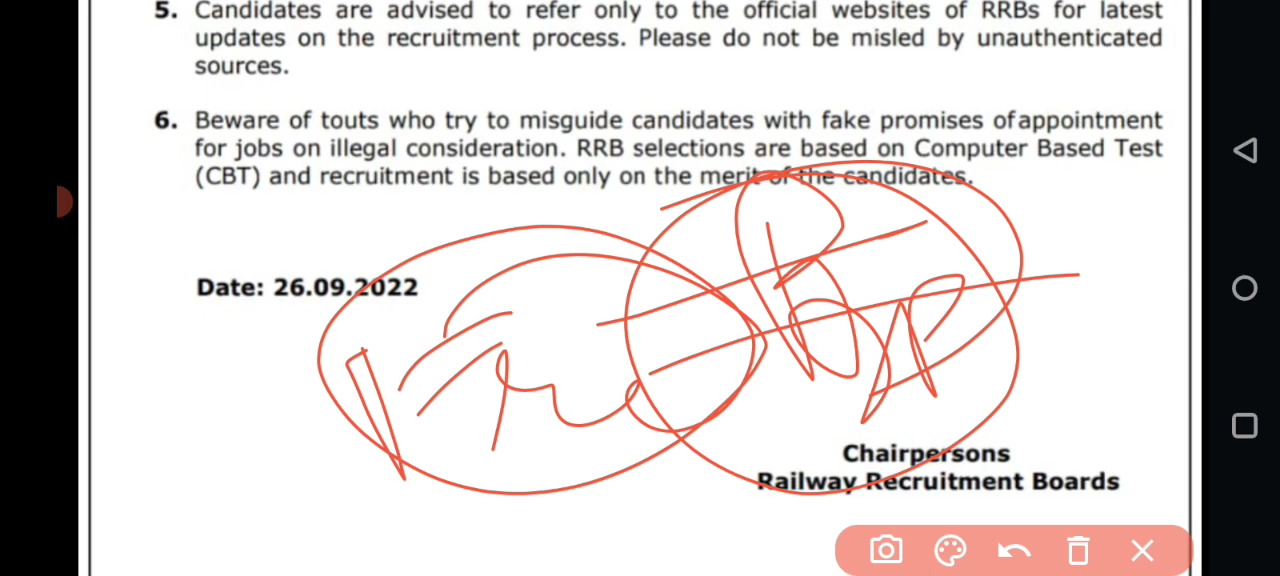 5. Candidates are advised to refer only to the official websites of RRBs for latest
updates on the recruitment process. Please do not be misled by unauthenticated
sources.
6. Beware of touts who try to misguide candidates with fake promises of appointment
for jobs on illegal consideration. RRB selections are based on Computer Based Test
(CBT) and recruitment is based only on the merit of the candidates.
Date: 26.09.2022
Chairpersons
Railway Recruitment Boards